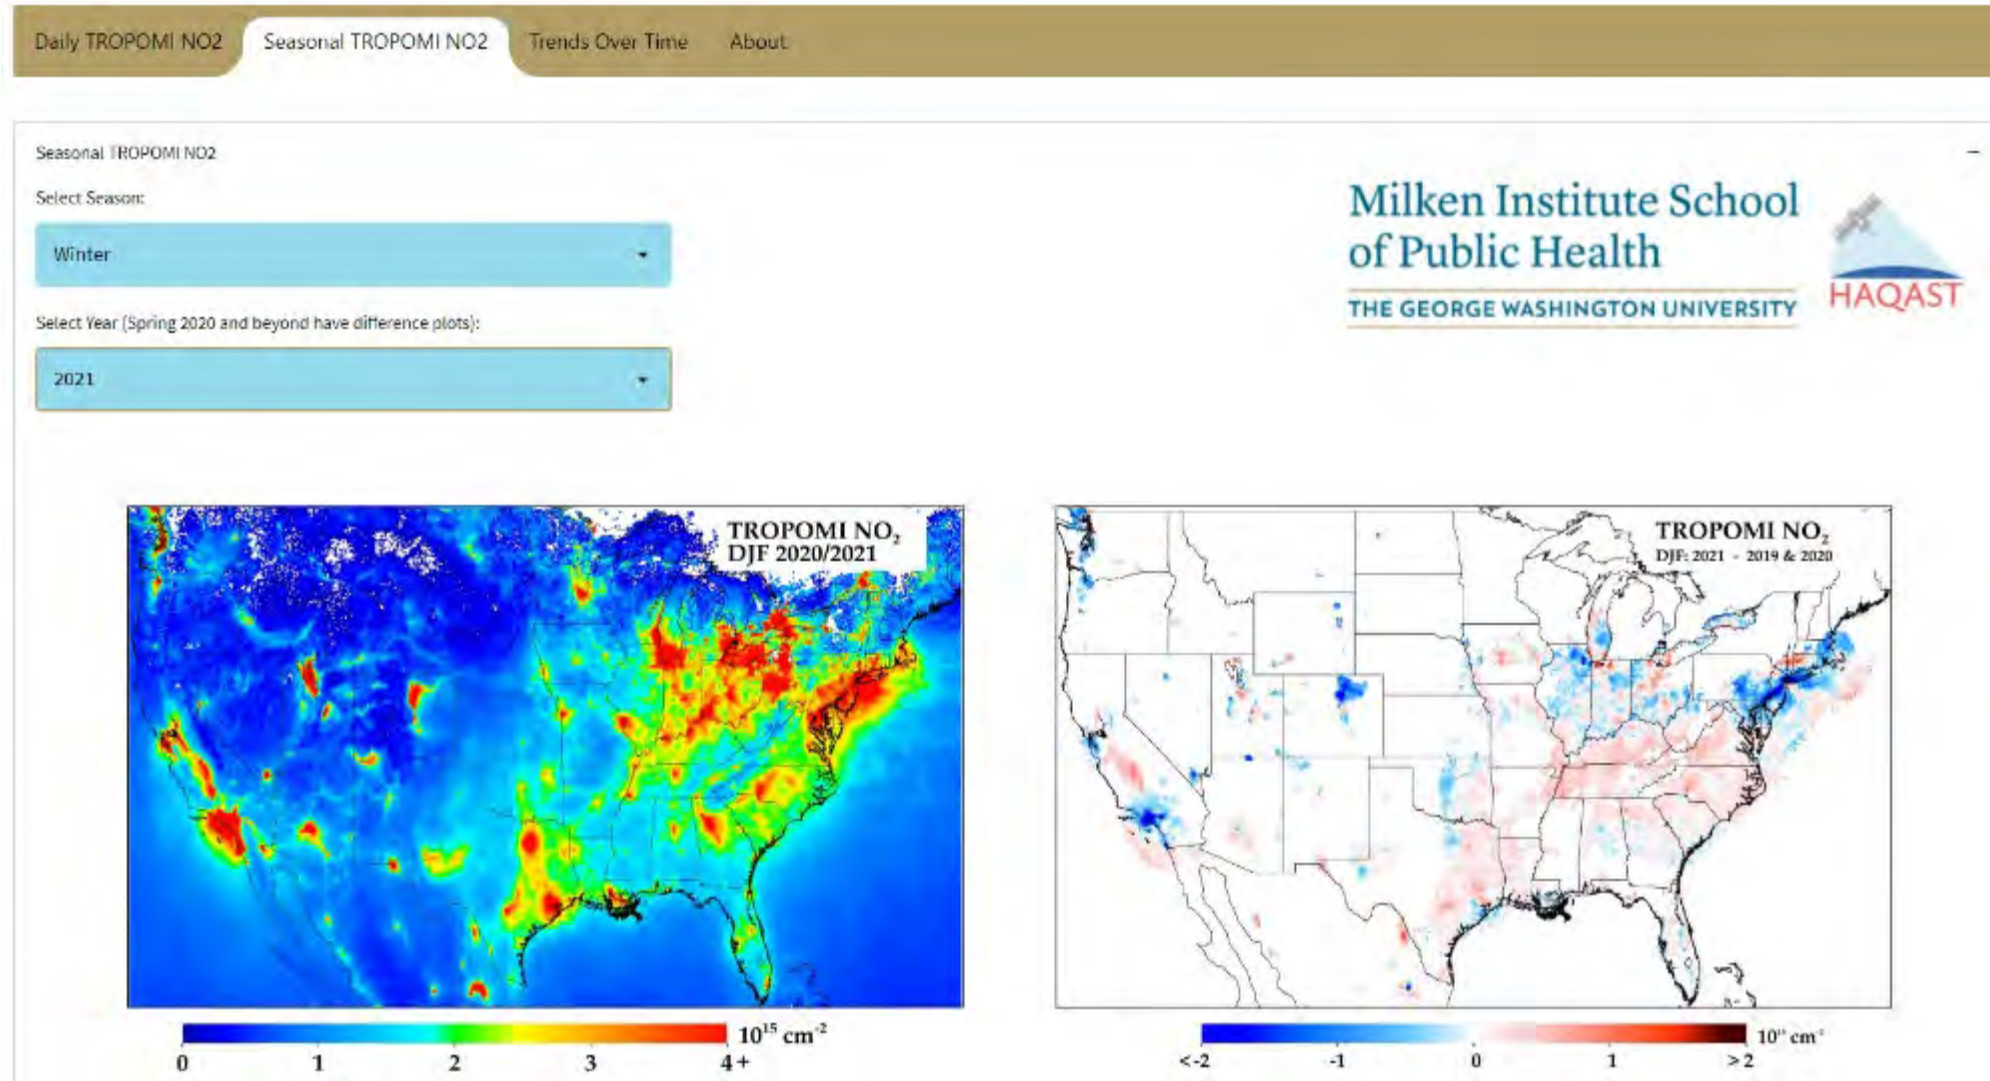 Daily TROPOMI NO2 Seasonal TROPOMI NO2 Trends Over Time About
Seasonal TROPOMI NO2
Select Season:
Winter
Select Year (Spring 2020 and beyond have difference plots):
2021
Milken Institute School
of Public Health
THE GEORGE WASHINGTON UNIVERSITY
HAQAST
TROPOMI NO₂
DJF 2020/2021
0 1 2 3 4+
10¹⁵ cm⁻²
TROPOMI NO₂
DJF: 2021 - 2019 & 2020
<-2 -1 0 1 >2
cm⁻²